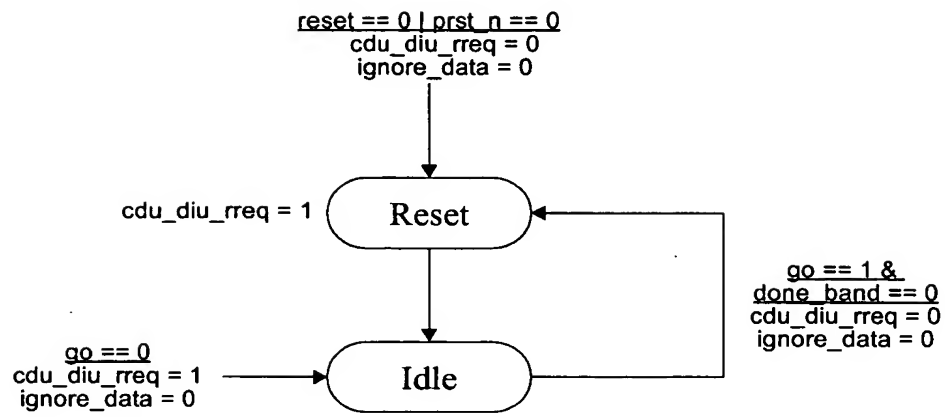 reset == 0 | prst_n == 0
cdu_diu_rreq = 0
ignore_data = 0
cdu_diu_rreq = 1
Reset
go == 1 &
done_band == 0
cdu_diu_rreq = 0
ignore_data = 0
go == 0
cdu_diu_rreq = 1
ignore_data = 0
Idle